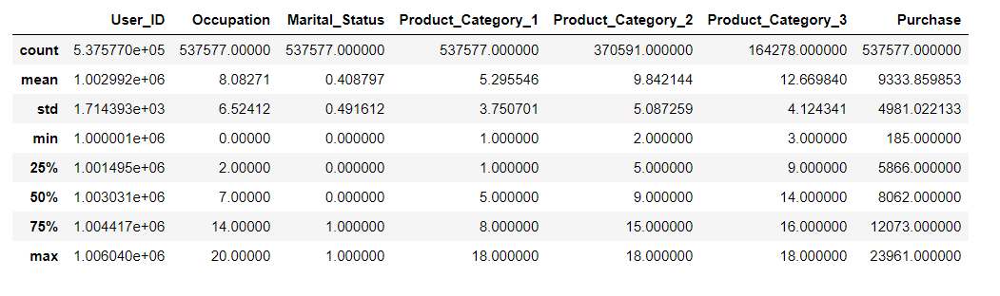 User_ID Occupation Marital_Status Product_Category_1 Product_Category_2 Product_Category_3 Purchase
count 5.375770e+05 537577.00000 537577.000000 537577.000000 370591.000000 164278.000000 537577.000000
mean 1.002992e+06 8.08271 0.408797 5.295546 9.842144 12.669840 9333.859853
std 1.714393e+03 6.52412 0.491612 3.750701 5.087259 4.124341 4981.022133
min 1.000001e+06 0.00000 0.000000 1.000000 2.000000 3.000000 185.000000
25% 1.001495e+06 2.00000 0.000000 1.000000 5.000000 9.000000 5866.000000
50% 1.003031e+06 7.00000 0.000000 5.000000 9.000000 14.000000 8062.000000
75% 1.004417e+06 14.00000 1.000000 8.000000 15.000000 16.000000 12073.000000
max 1.006040e+06 20.00000 1.000000 18.000000 18.000000 18.000000 23961.000000